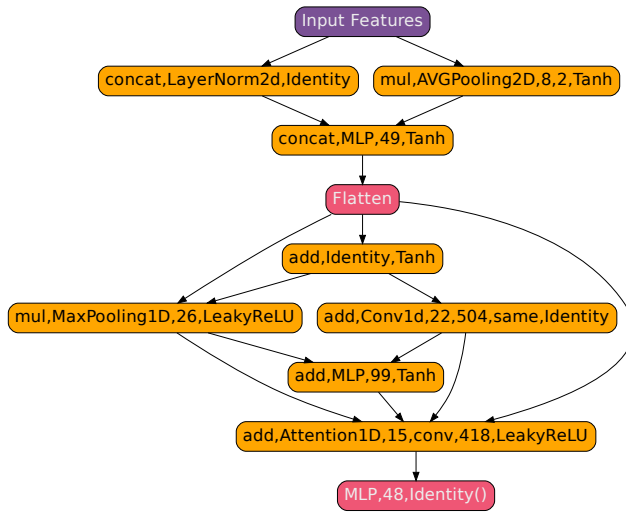 Input Features
concat,LayerNorm2d,Identity
mul,AVGPooling2D,8,2,Tanh
concat,MLP,49,Tanh
Flatten
add,Identity,Tanh
mul,MaxPooling1D,26,LeakyReLU
add,Conv1d,22,504,same,Identity
add,MLP,99,Tanh
add,Attention1D,15,conv,418,LeakyReLU
MLP,48,Identity()